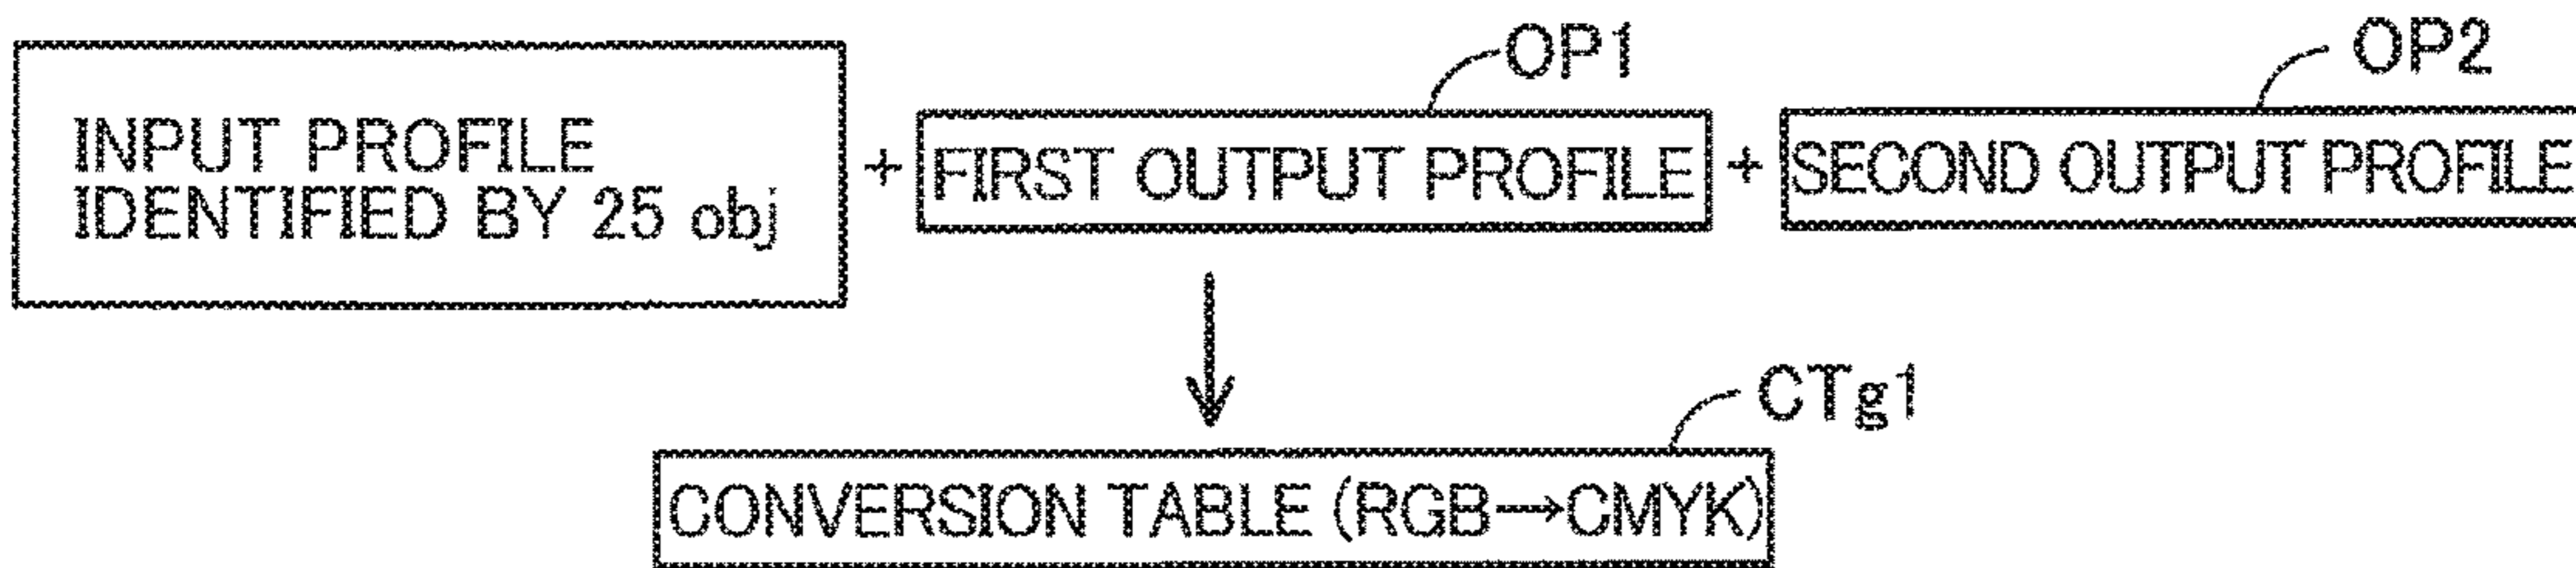 OP1
OP2
INPUT PROFILE
IDENTIFIED BY 25 obj
+
FIRST OUTPUT PROFILE
+
SECOND OUTPUT PROFILE
CTg1
CONVERSION TABLE (RGB→CMYK)